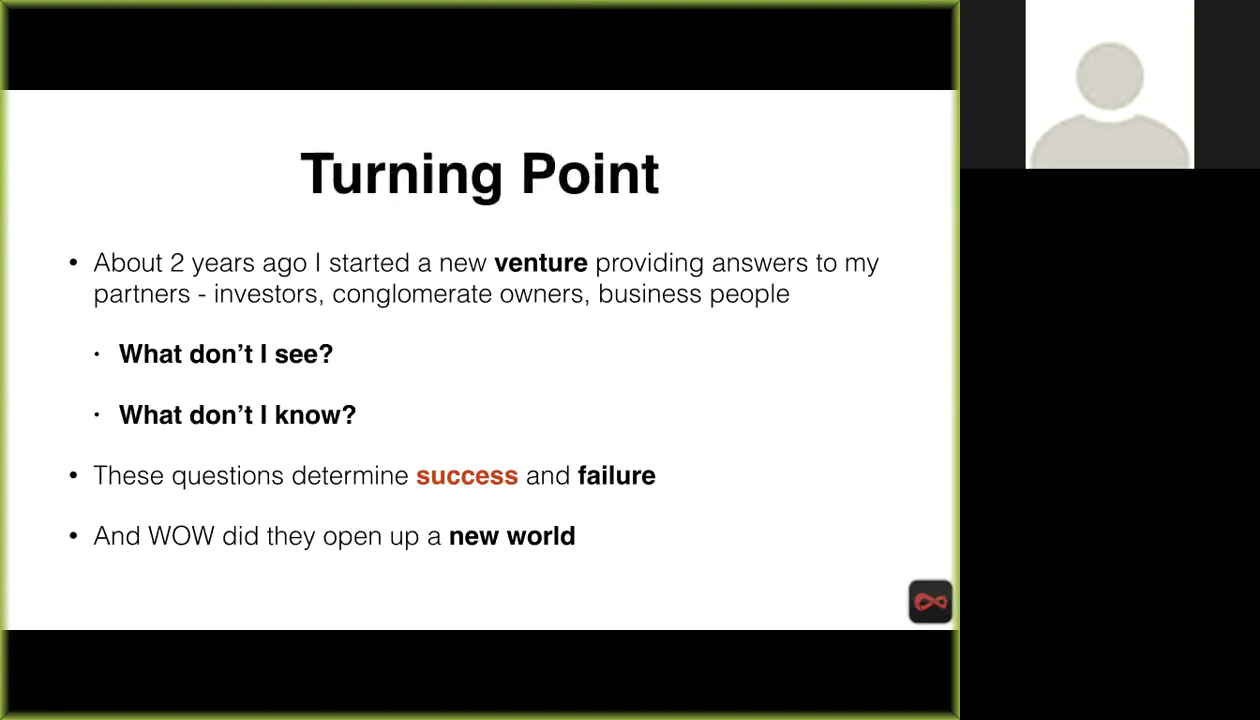 Turning Point
• About 2 years ago I started a new venture providing answers to my
partners - investors, conglomerate owners, business people
• What don’t I see?
• What don’t I know?
• These questions determine success and failure
• And WOW did they open up a new world